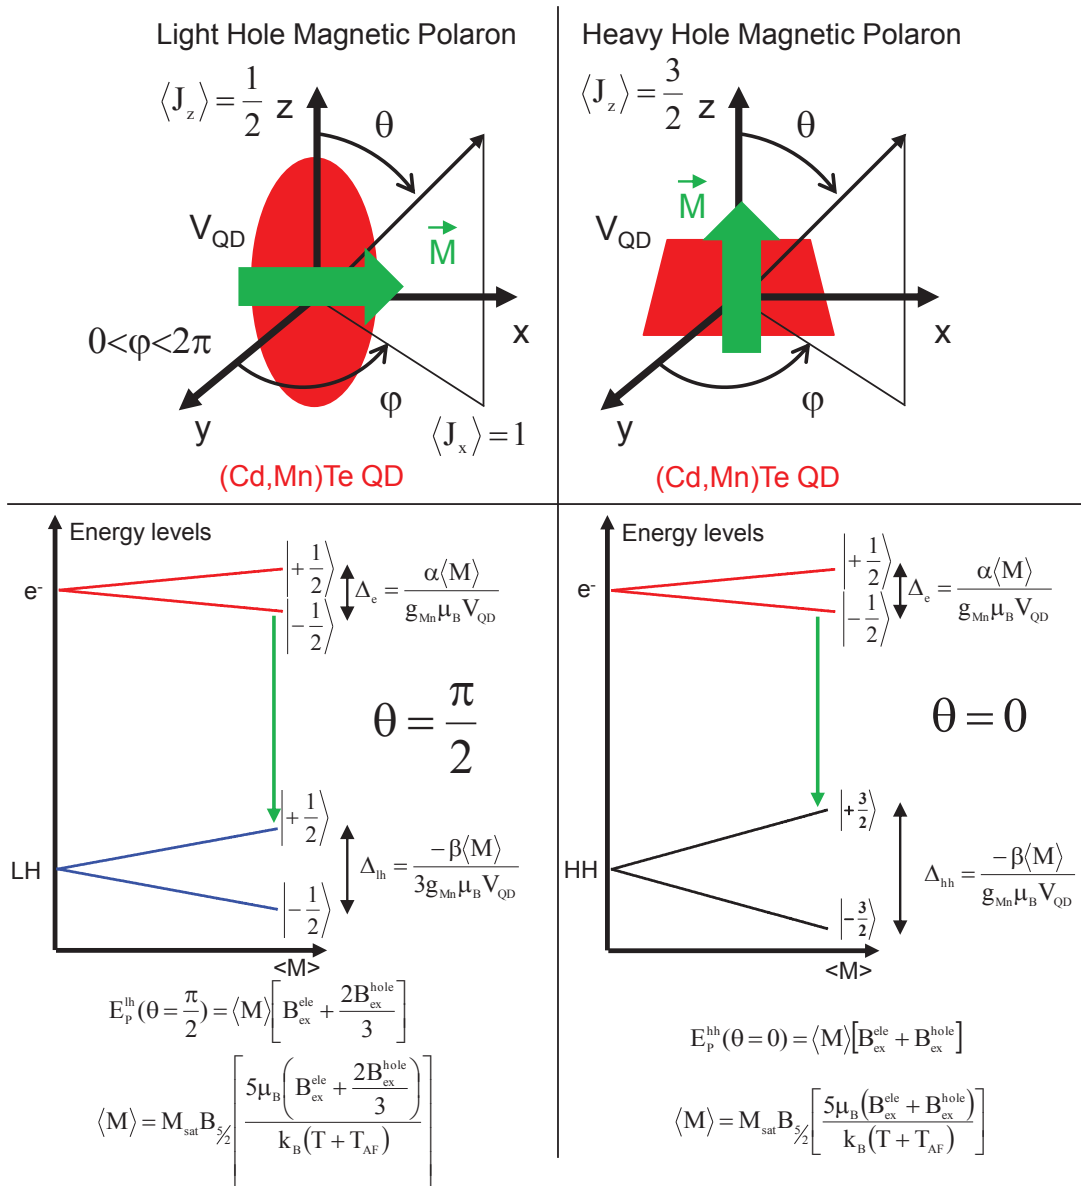 Light Hole Magnetic Polaron
⟨J_z⟩ = 1/2
z
θ
V_QD
M⃗
x
0<φ<2π
φ
y
⟨J_x⟩ = 1
(Cd,Mn)Te QD
Heavy Hole Magnetic Polaron
⟨J_z⟩ = 3/2
z
θ
M⃗
V_QD
x
φ
y
(Cd,Mn)Te QD
Energy levels
e⁻
|+1/2⟩
|−1/2⟩
Δ_e = α⟨M⟩ / g_Mn μ_B V_QD
θ = π/2
|+1/2⟩
LH
Δ_lh = −β⟨M⟩ / 3g_Mn μ_B V_QD
|−1/2⟩
<M>
E_P^lh(θ = π/2) = ⟨M⟩[B_ex^ele + 2B_ex^hole / 3]
⟨M⟩ = M_sat B_5/2 [5μ_B (B_ex^ele + 2B_ex^hole / 3) / k_B (T + T_AF)]
Energy levels
e⁻
|+1/2⟩
|−1/2⟩
Δ_e = α⟨M⟩ / g_Mn μ_B V_QD
θ = 0
|+3/2⟩
HH
Δ_hh = −β⟨M⟩ / g_Mn μ_B V_QD
|−3/2⟩
<M>
E_P^hh(θ = 0) = ⟨M⟩[B_ex^ele + B_ex^hole]
⟨M⟩ = M_sat B_5/2 [5μ_B (B_ex^ele + B_ex^hole) / k_B (T + T_AF)]